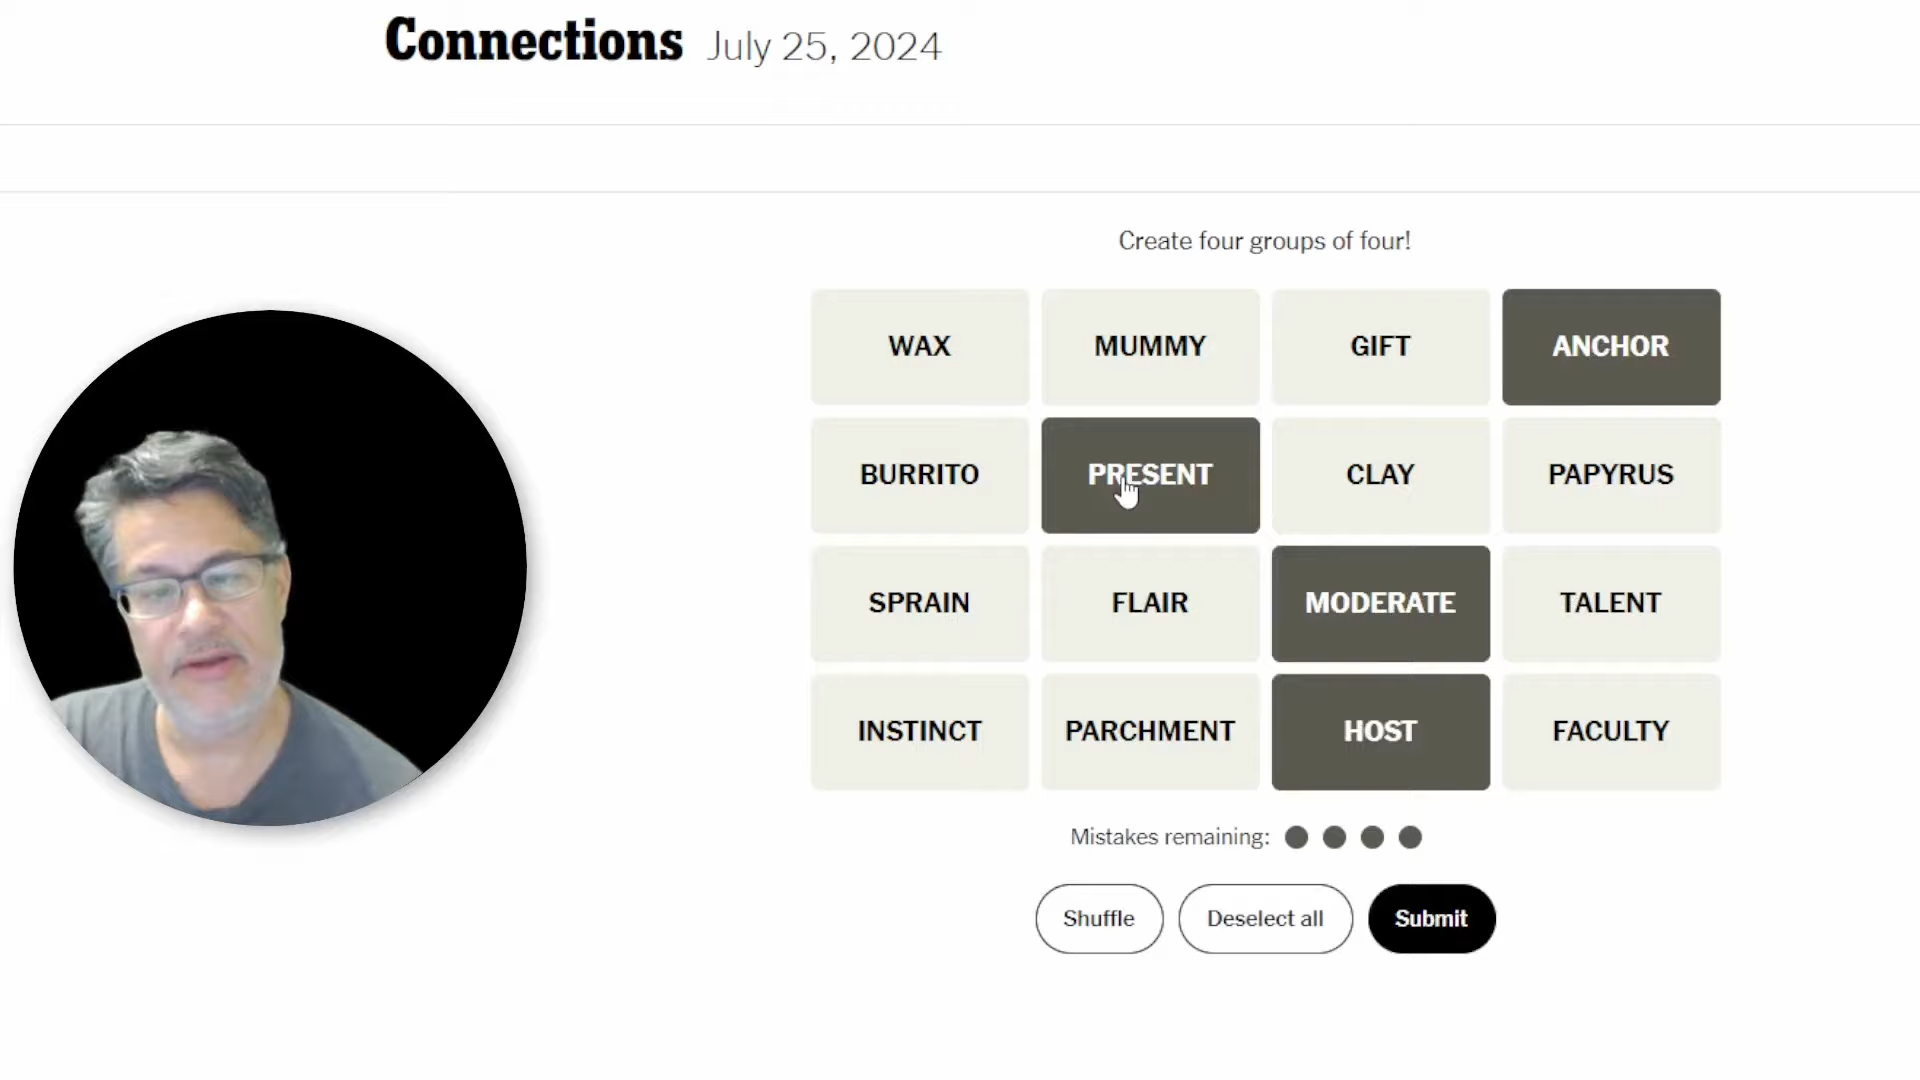 Connections July 25, 2024
Create four groups of four!
WAX MUMMY GIFT ANCHOR
BURRITO PRESENT CLAY PAPYRUS
SPRAIN FLAIR MODERATE TALENT
INSTINCT PARCHMENT HOST FACULTY
Mistakes remaining:
Shuffle Deselect all Submit